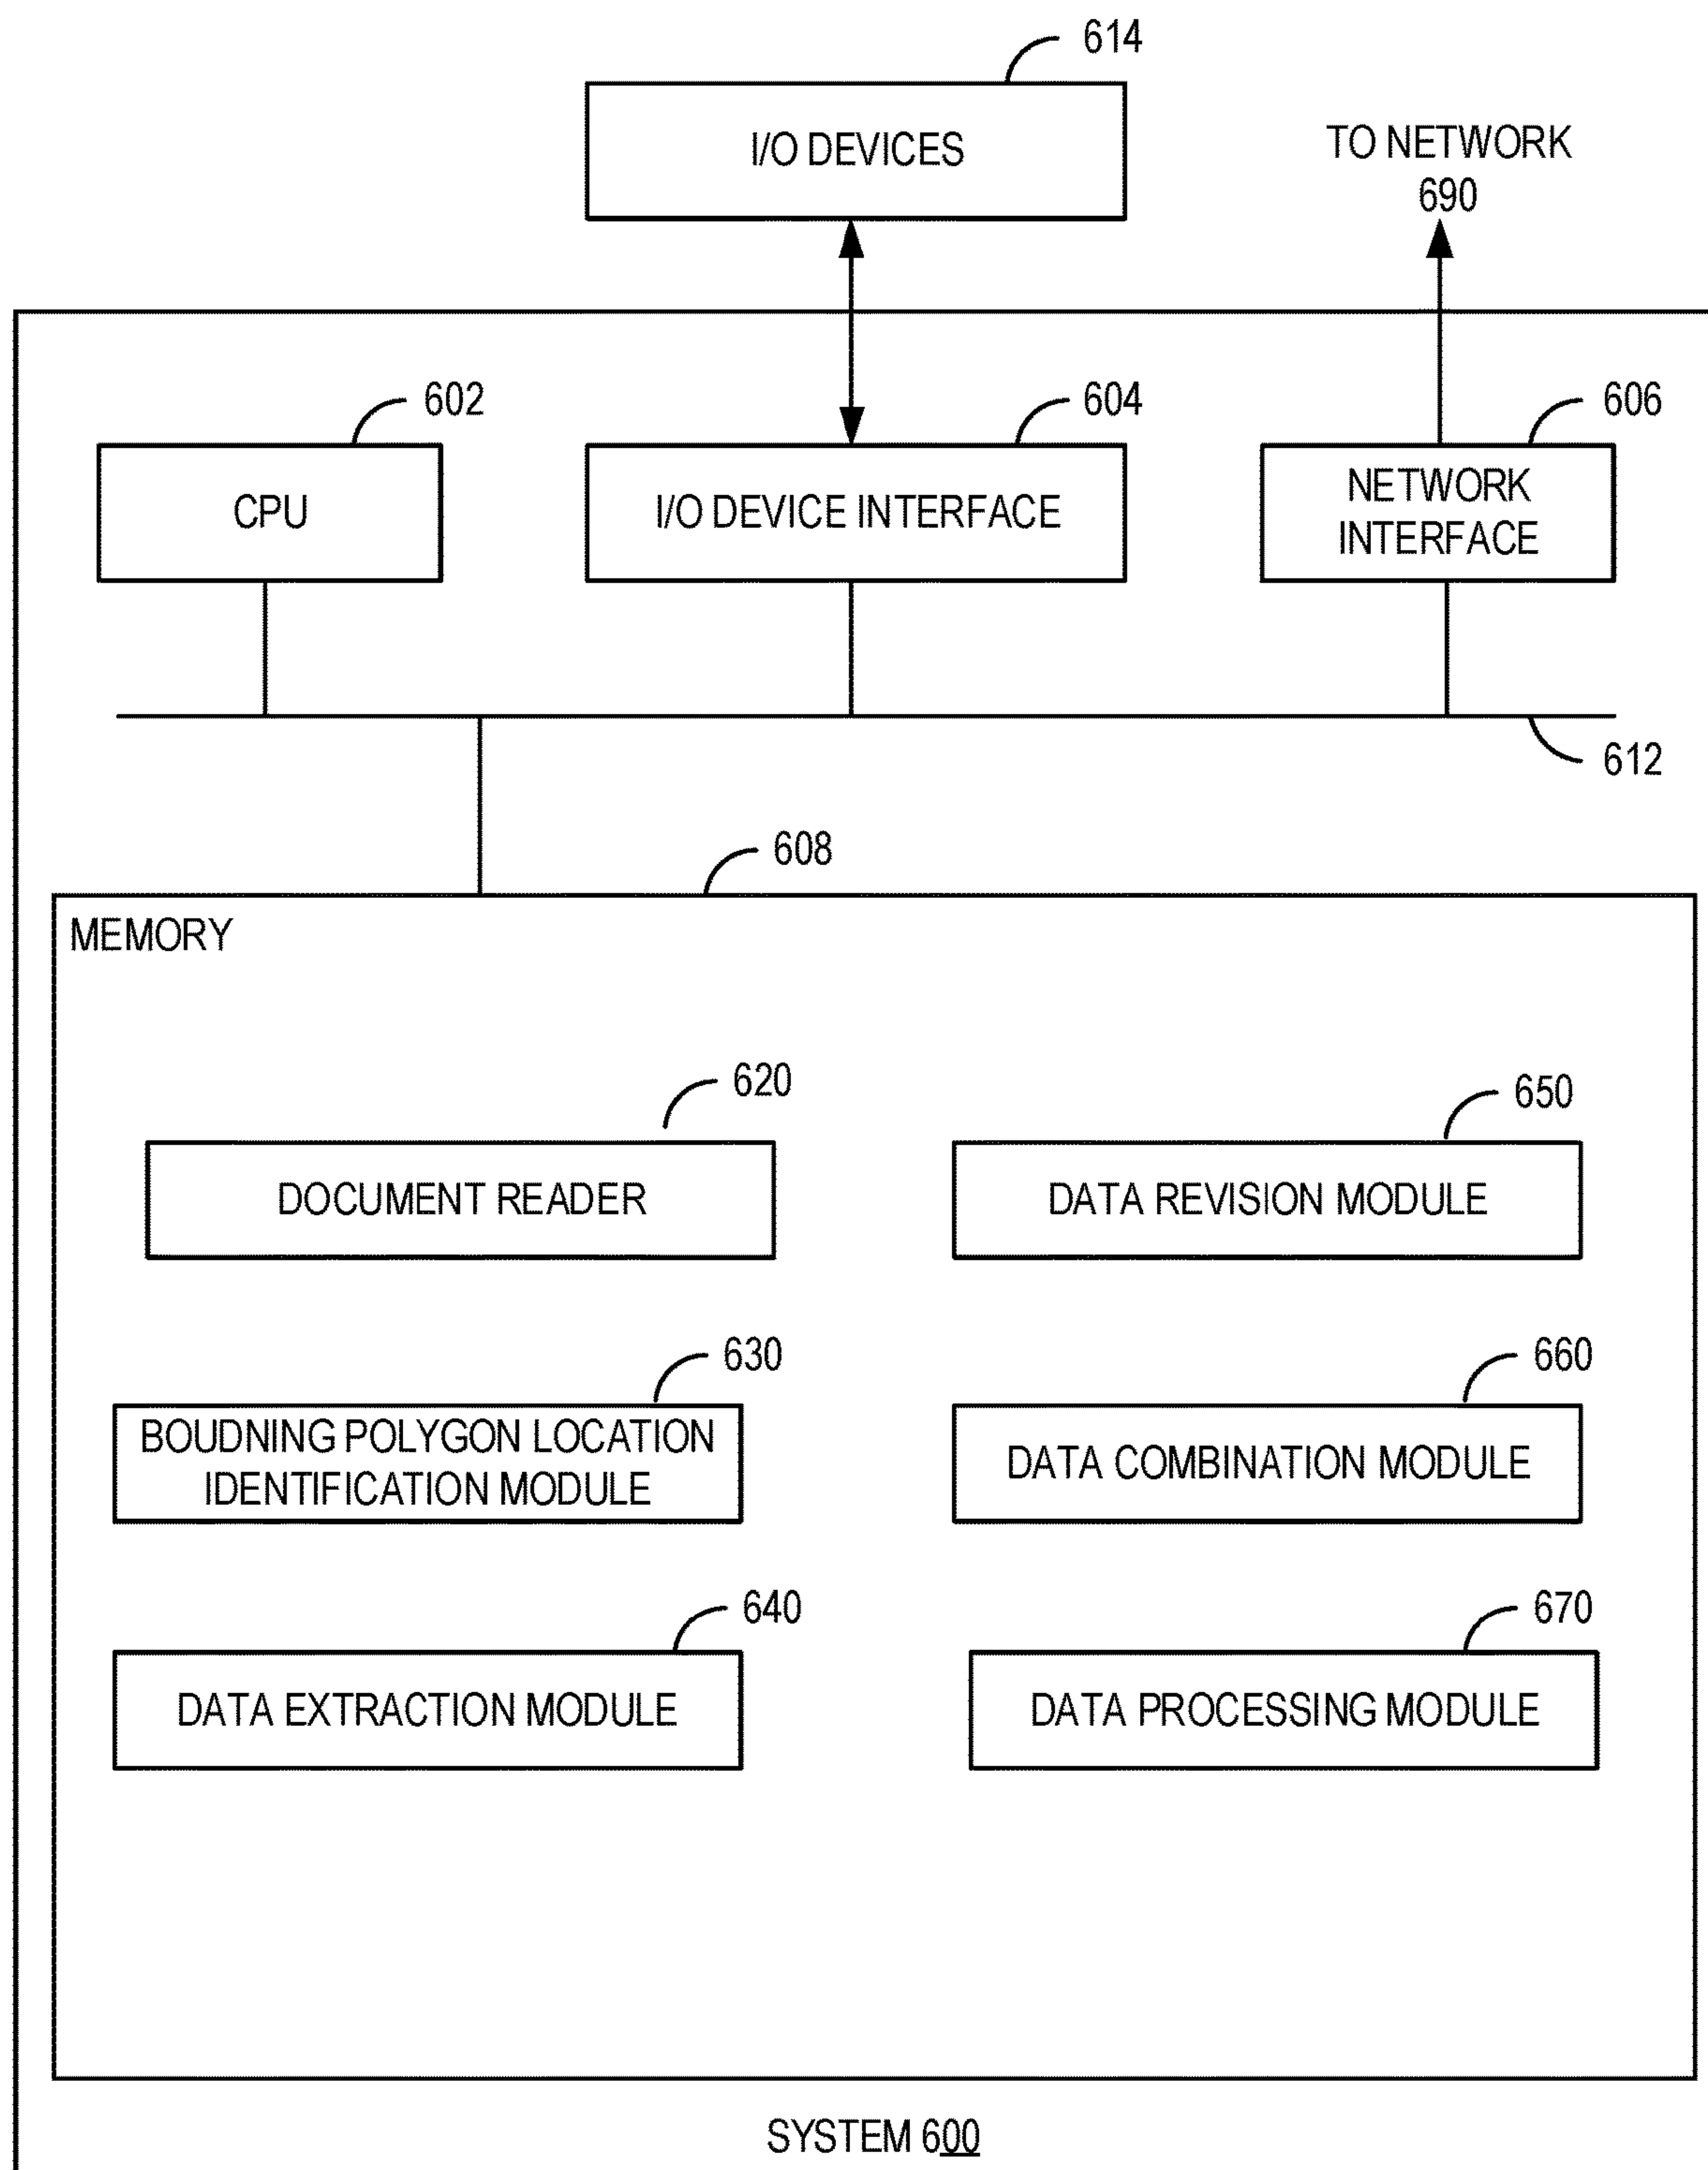 614
I/O DEVICES
TO NETWORK
690
602
604
606
CPU
I/O DEVICE INTERFACE
NETWORK
INTERFACE
612
608
MEMORY
620
650
DOCUMENT READER
DATA REVISION MODULE
630
660
BOUDNING POLYGON LOCATION
IDENTIFICATION MODULE
DATA COMBINATION MODULE
640
670
DATA EXTRACTION MODULE
DATA PROCESSING MODULE
SYSTEM 600